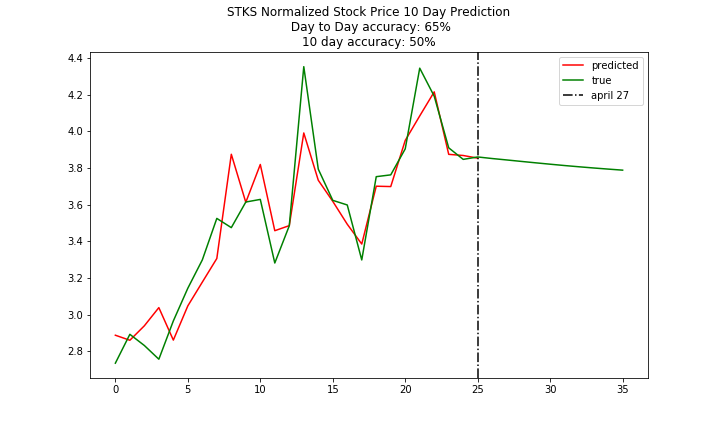 STKS Normalized Stock Price 10 Day Prediction
Day to Day accuracy: 65%
10 day accuracy: 50%
predicted
true
april 27
4.4
4.2
4.0
3.8
3.6
3.4
3.2
3.0
2.8
0 5 10 15 20 25 30 35